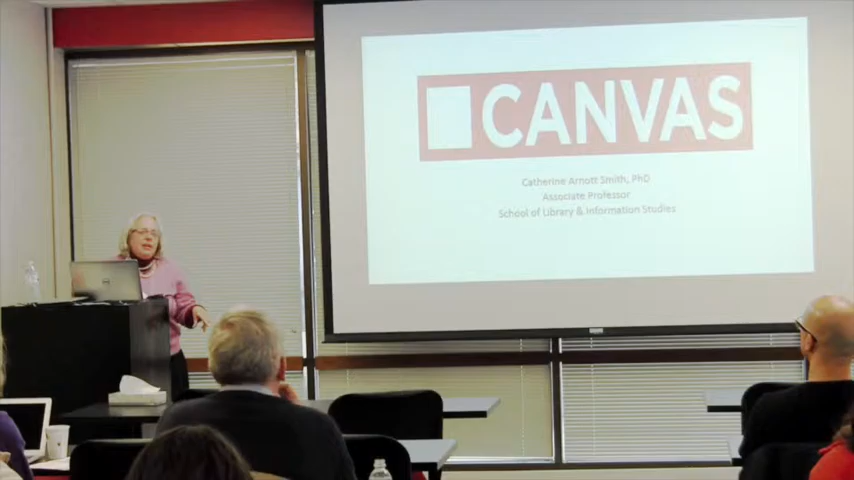 CANVAS
Catherine Arnott Smith, PhD
Associate Professor
School of Library & Information Studies